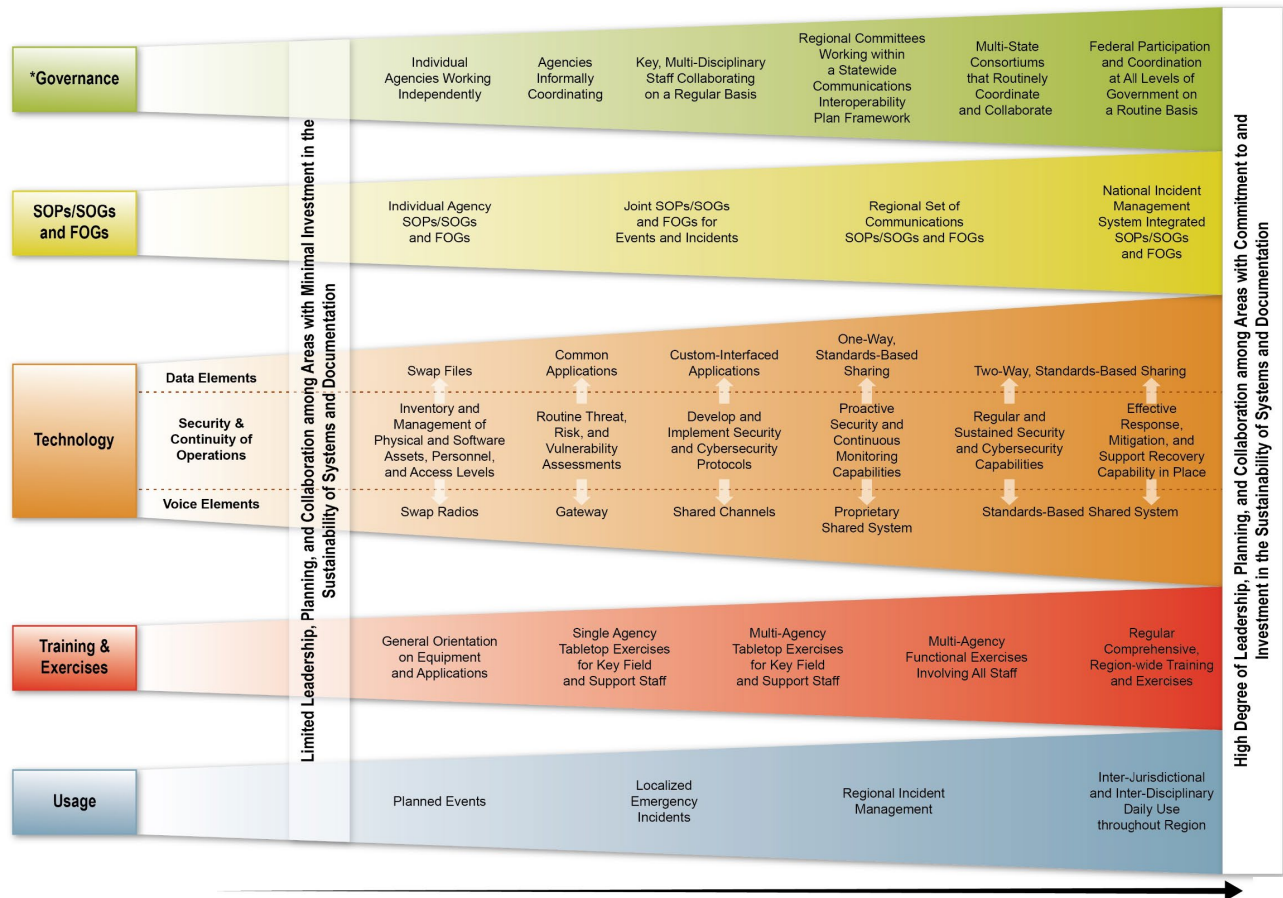 *Governance
Individual
Agencies Working
Independently
Agencies
Informally
Coordinating
Key, Multi-Disciplinary
Staff Collaborating
on a Regular Basis
Regional Committees
Working within
a Statewide
Communications
Interoperability
Plan Framework
Multi-State
Consortiums
that Routinely
Coordinate
and Collaborate
Federal Participation
and Coordination
at All Levels of
Government on
a Routine Basis
SOPs/SOGs
and FOGs
Individual Agency
SOPs/SOGs
and FOGs
Joint SOPs/SOGs
and FOGs for
Events and Incidents
Regional Set of
Communications
SOPs/SOGs and FOGs
National Incident
Management
System Integrated
SOPs/SOGs
and FOGs
Technology
Data Elements
Swap Files
Common
Applications
Custom-Interfaced
Applications
One-Way,
Standards-Based
Sharing
Two-Way, Standards-Based Sharing
Security &
Continuity of
Operations
Inventory and
Management of
Physical and Software
Assets, Personnel,
and Access Levels
Routine Threat,
Risk, and
Vulnerability
Assessments
Develop and
Implement Security
and Cybersecurity
Protocols
Proactive
Security and
Continuous
Monitoring
Capabilities
Regular and
Sustained Security
and Cybersecurity
Capabilities
Effective
Response,
Mitigation, and
Support Recovery
Capability in Place
Voice Elements
Swap Radios
Gateway
Shared Channels
Proprietary
Shared System
Standards-Based Shared System
Training &
Exercises
General Orientation
on Equipment
and Applications
Single Agency
Tabletop Exercises
for Key Field
and Support Staff
Multi-Agency
Tabletop Exercises
for Key Field
and Support Staff
Multi-Agency
Functional Exercises
Involving All Staff
Regular
Comprehensive,
Region-wide Training
and Exercises
Usage
Planned Events
Localized
Emergency
Incidents
Regional Incident
Management
Inter-Jurisdictional
and Inter-Disciplinary
Daily Use
throughout Region
Limited Leadership, Planning, and Collaboration among Areas with Minimal Investment in the
Sustainability of Systems and Documentation
High Degree of Leadership, Planning, and Collaboration among Areas with Commitment to and
Investment in the Sustainability of Systems and Documentation